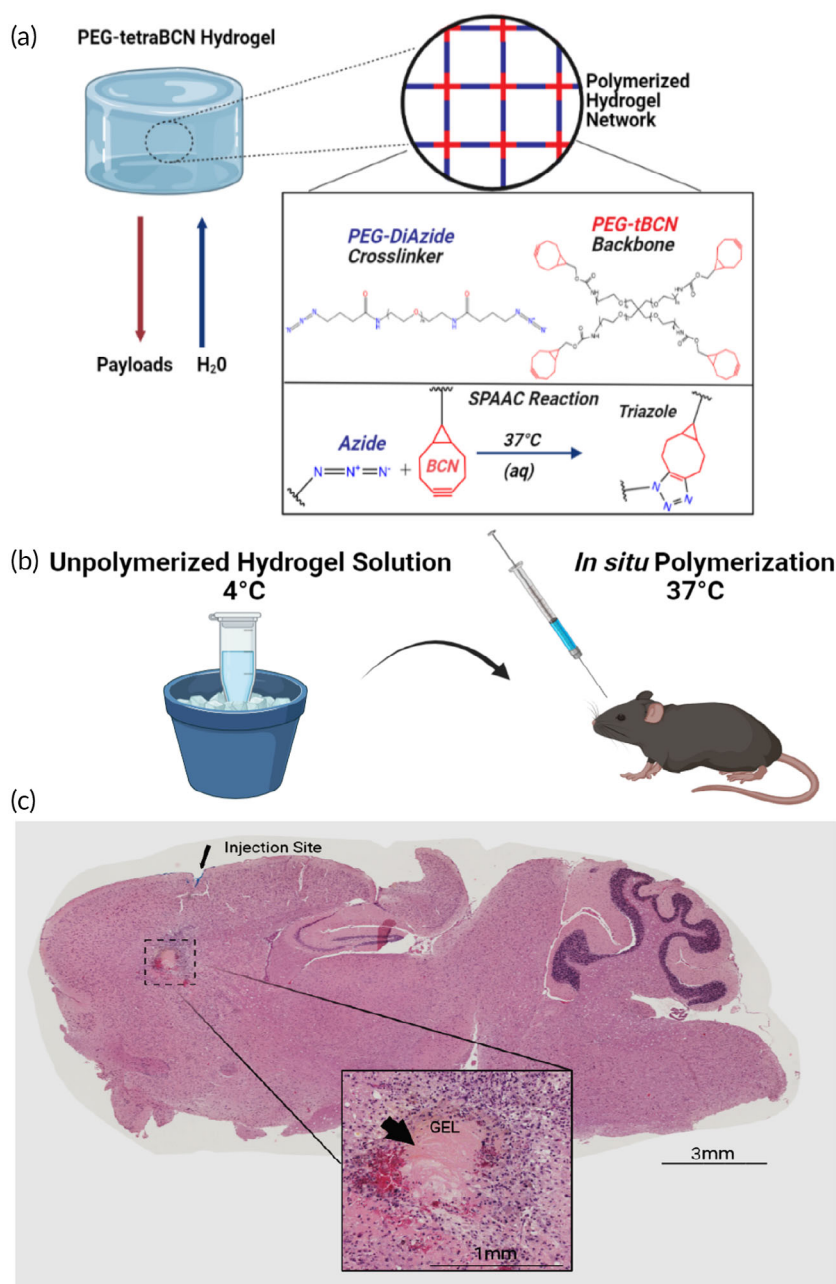 (a)
PEG-tetraBCN Hydrogel
Polymerized
Hydrogel
Network
PEG-DiAzide
Crosslinker
PEG-tBCN
Backbone
Payloads
H₂0
SPAAC Reaction
Azide
N=N⁺=N⁻
+
BCN
37°C
(aq)
Triazole
N
N=N
(b)
Unpolymerized Hydrogel Solution
4°C
In situ Polymerization
37°C
(c)
Injection Site
GEL
1mm
3mm